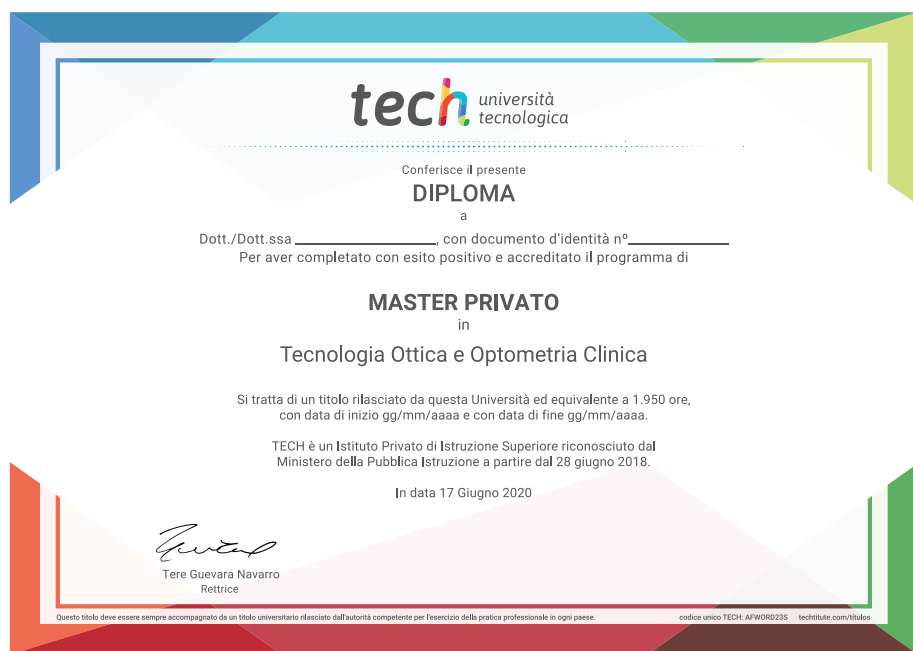 tech università
tecnologica
Conferisce il presente
DIPLOMA
a
Dott./Dott.ssa ____________________, con documento d'identità nº______________
Per aver completato con esito positivo e accreditato il programma di
MASTER PRIVATO
in
Tecnologia Ottica e Optometria Clinica
Si tratta di un titolo rilasciato da questa Università ed equivalente a 1.950 ore,
con data di inizio gg/mm/aaaa e con data di fine gg/mm/aaaa.
TECH è un Istituto Privato di Istruzione Superiore riconosciuto dal
Ministero della Pubblica Istruzione a partire dal 28 giugno 2018.
In data 17 Giugno 2020
Tere Guevara Navarro
Rettrice
Questo titolo deve essere sempre accompagnato da un titolo universitario rilasciato dall'autorità competente per l'esercizio della pratica professionale in ogni paese. codice unico TECH: AFWORD23S techtitute.com/titulos